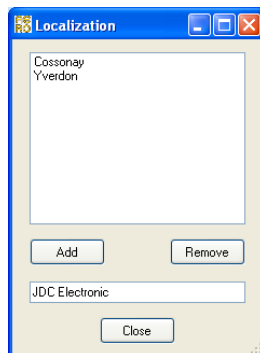 Localization
Cossonay
Yverdon
Add
Remove
JDC Electronic
Close